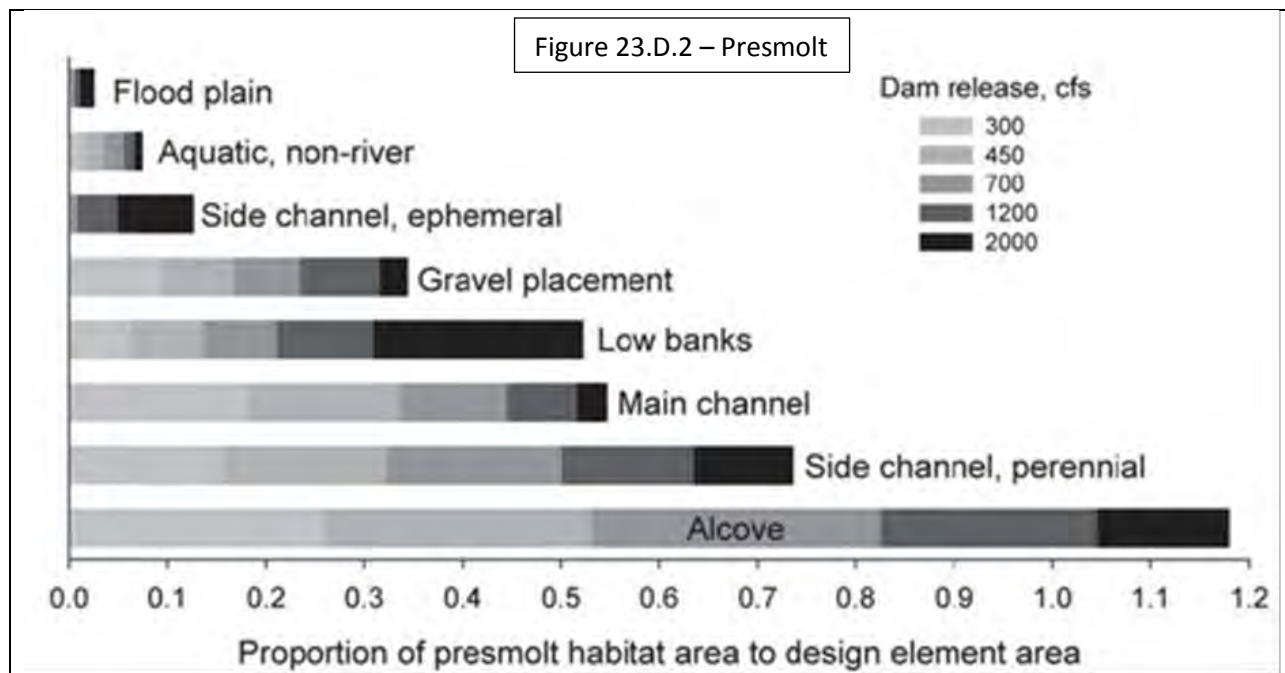 Figure 23.D.2 – Presmolt
Flood plain
Aquatic, non-river
Side channel, ephemeral
Gravel placement
Low banks
Main channel
Side channel, perennial
Alcove
Dam release, cfs
300
450
700
1200
2000
0.0 0.1 0.2 0.3 0.4 0.5 0.6 0.7 0.8 0.9 1.0 1.1 1.2
Proportion of presmolt habitat area to design element area